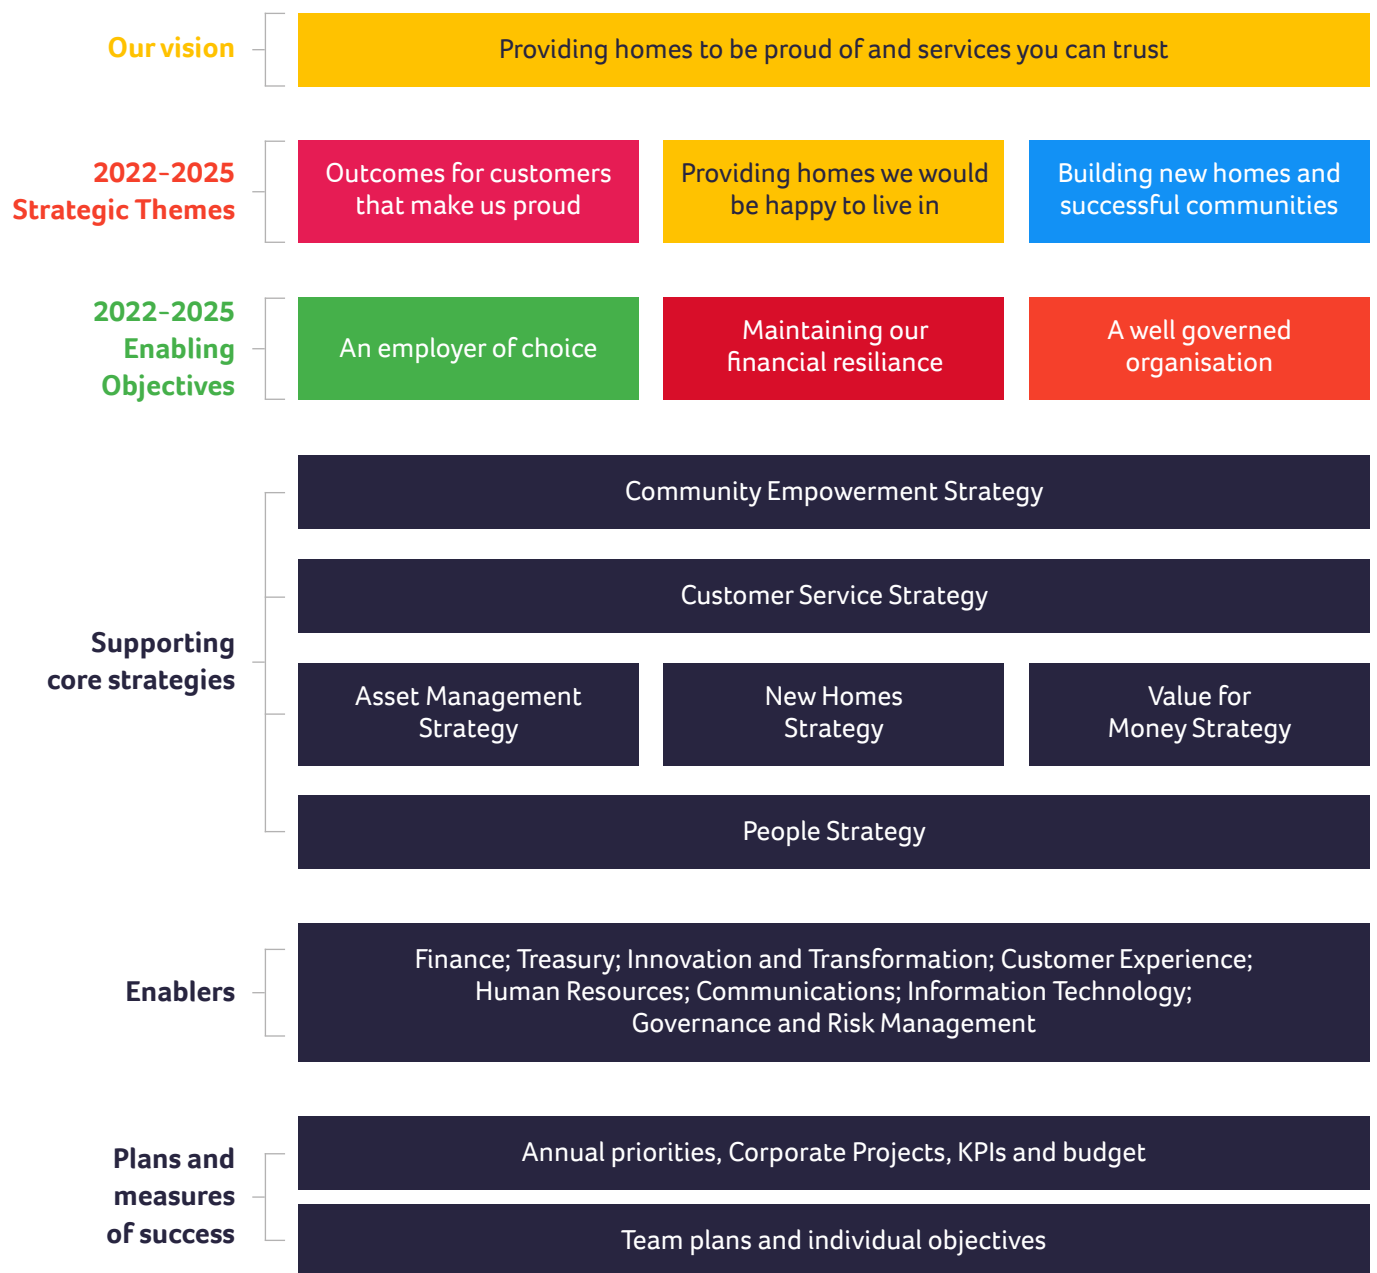 Our vision
Providing homes to be proud of and services you can trust
2022–2025
Strategic Themes
Outcomes for customers
that make us proud
Providing homes we would
be happy to live in
Building new homes and
successful communities
2022–2025
Enabling
Objectives
An employer of choice
Maintaining our
financial resiliance
A well governed
organisation
Supporting
core strategies
Community Empowerment Strategy
Customer Service Strategy
Asset Management
Strategy
New Homes
Strategy
Value for
Money Strategy
People Strategy
Enablers
Finance; Treasury; Innovation and Transformation; Customer Experience;
Human Resources; Communications; Information Technology;
Governance and Risk Management
Plans and
measures
of success
Annual priorities, Corporate Projects, KPIs and budget
Team plans and individual objectives